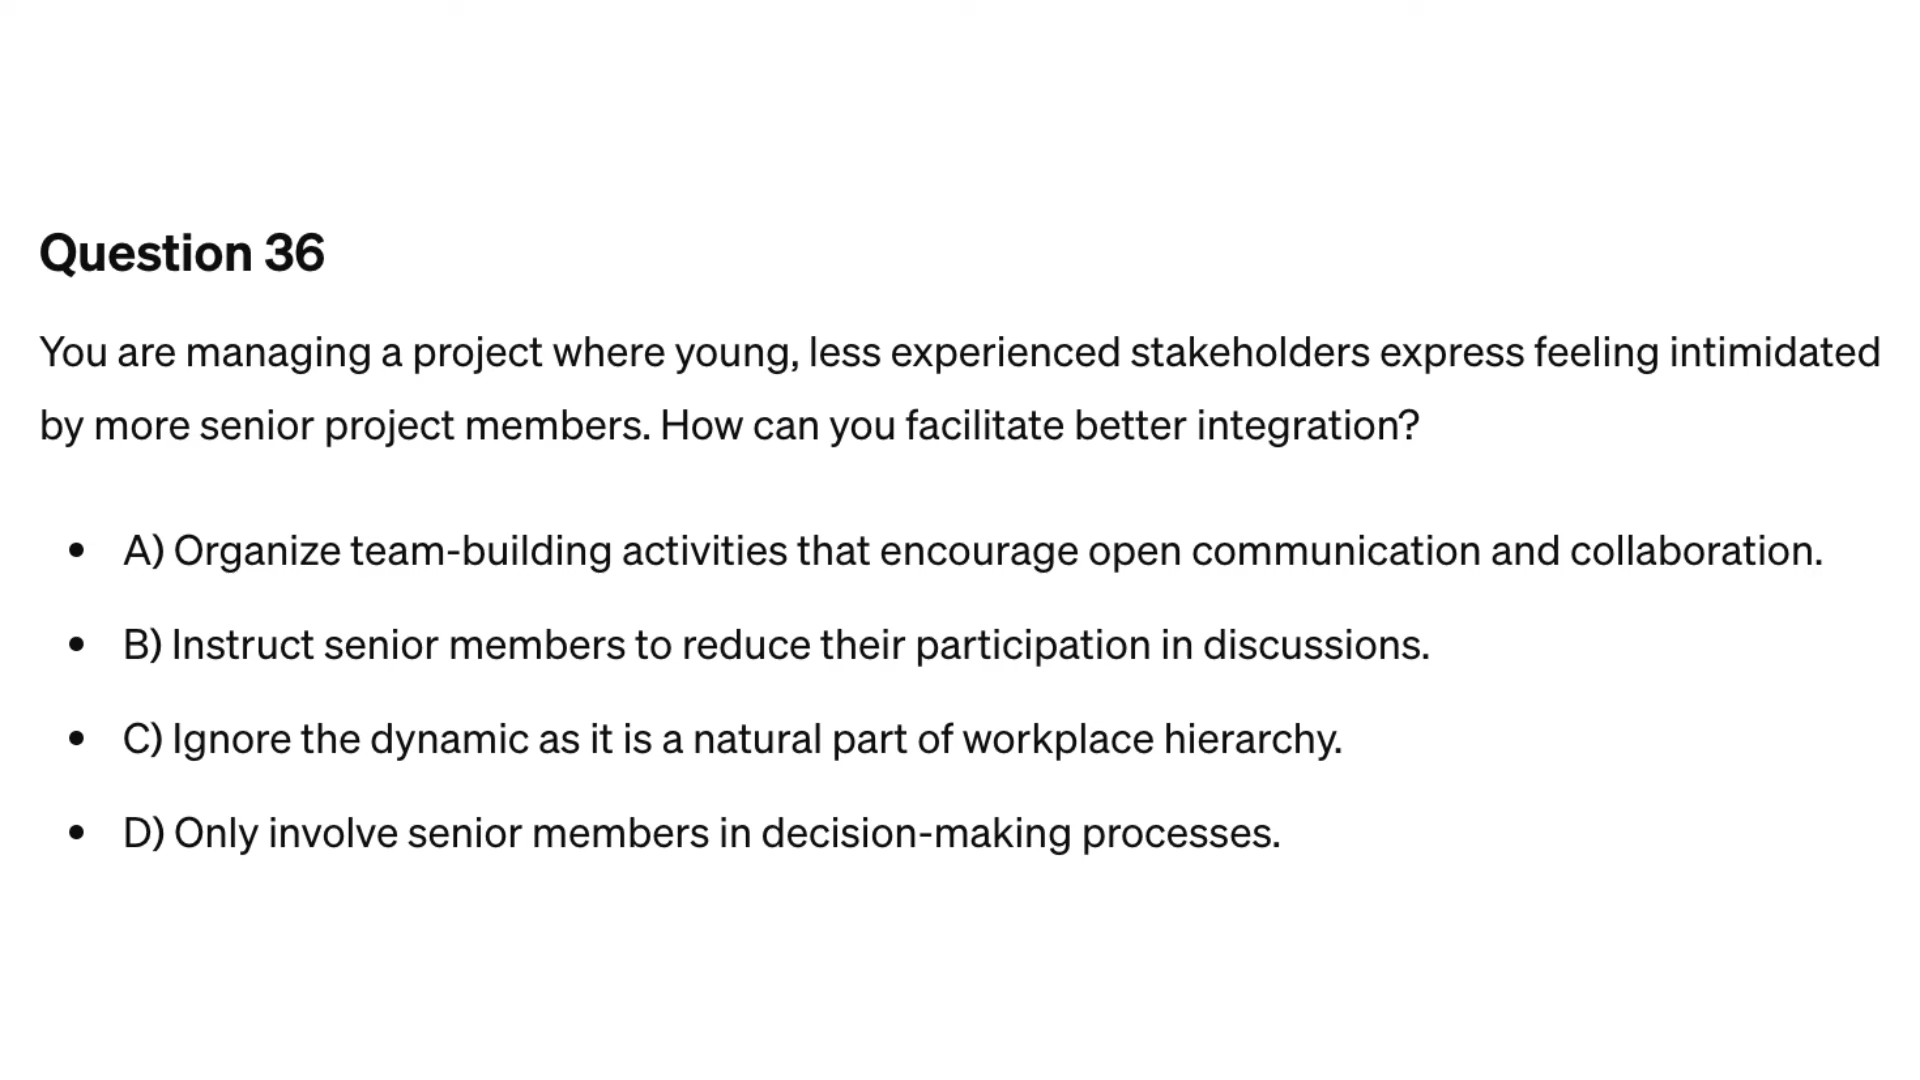 Question 36
You are managing a project where young, less experienced stakeholders express feeling intimidated
by more senior project members. How can you facilitate better integration?
• A) Organize team-building activities that encourage open communication and collaboration.
• B) Instruct senior members to reduce their participation in discussions.
• C) Ignore the dynamic as it is a natural part of workplace hierarchy.
• D) Only involve senior members in decision-making processes.